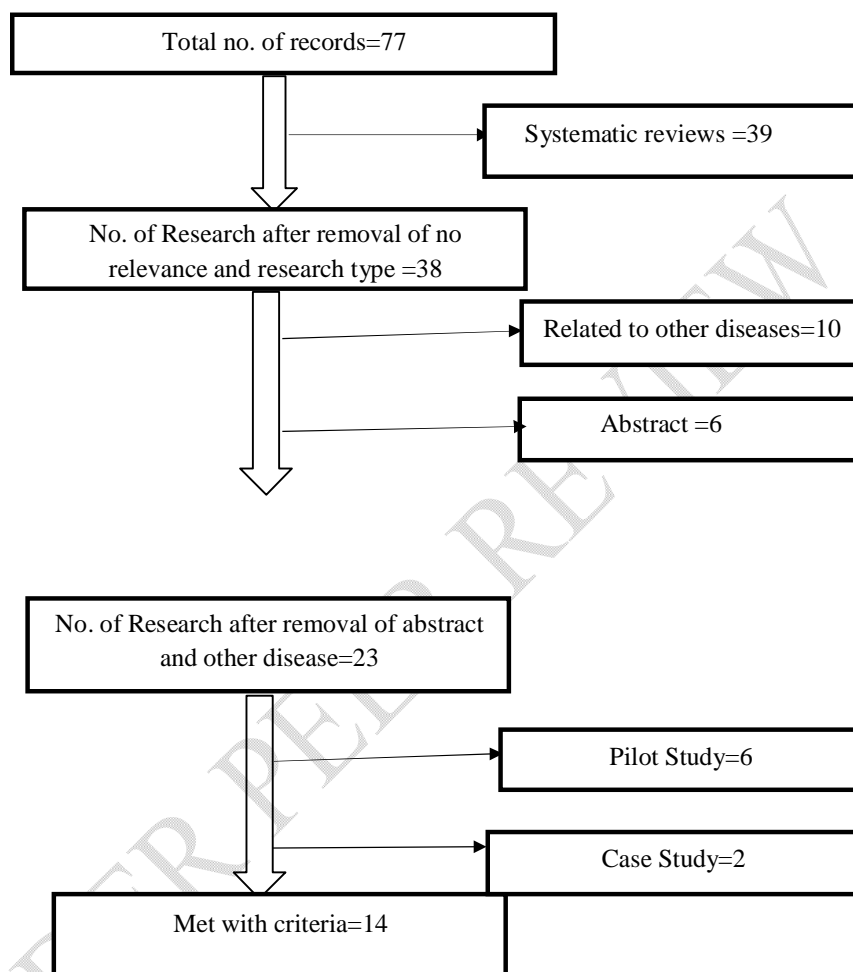 Total no. of records=77
Systematic reviews =39
No. of Research after removal of no
relevance and research type =38
Related to other diseases=10
Abstract =6
No. of Research after removal of abstract
and other disease=23
Pilot Study=6
Case Study=2
Met with criteria=14
PEER REVIEW